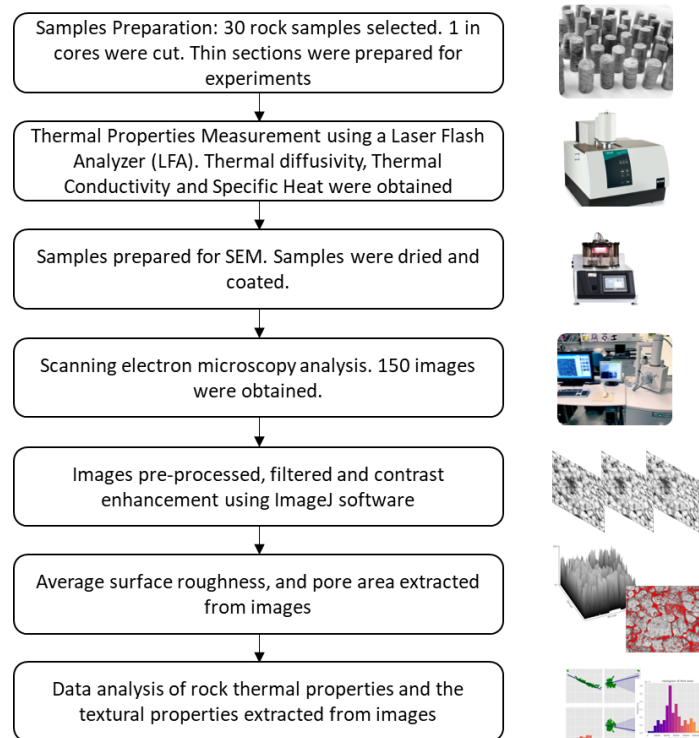 Samples Preparation: 30 rock samples selected. 1 in
cores were cut. Thin sections were prepared for
experiments
Thermal Properties Measurement using a Laser Flash
Analyzer (LFA). Thermal diffusivity, Thermal
Conductivity and Specific Heat were obtained
Samples prepared for SEM. Samples were dried and
coated.
Scanning electron microscopy analysis. 150 images
were obtained.
Images pre-processed, filtered and contrast
enhancement using ImageJ software
Average surface roughness, and pore area extracted
from images
Data analysis of rock thermal properties and the
textural properties extracted from images